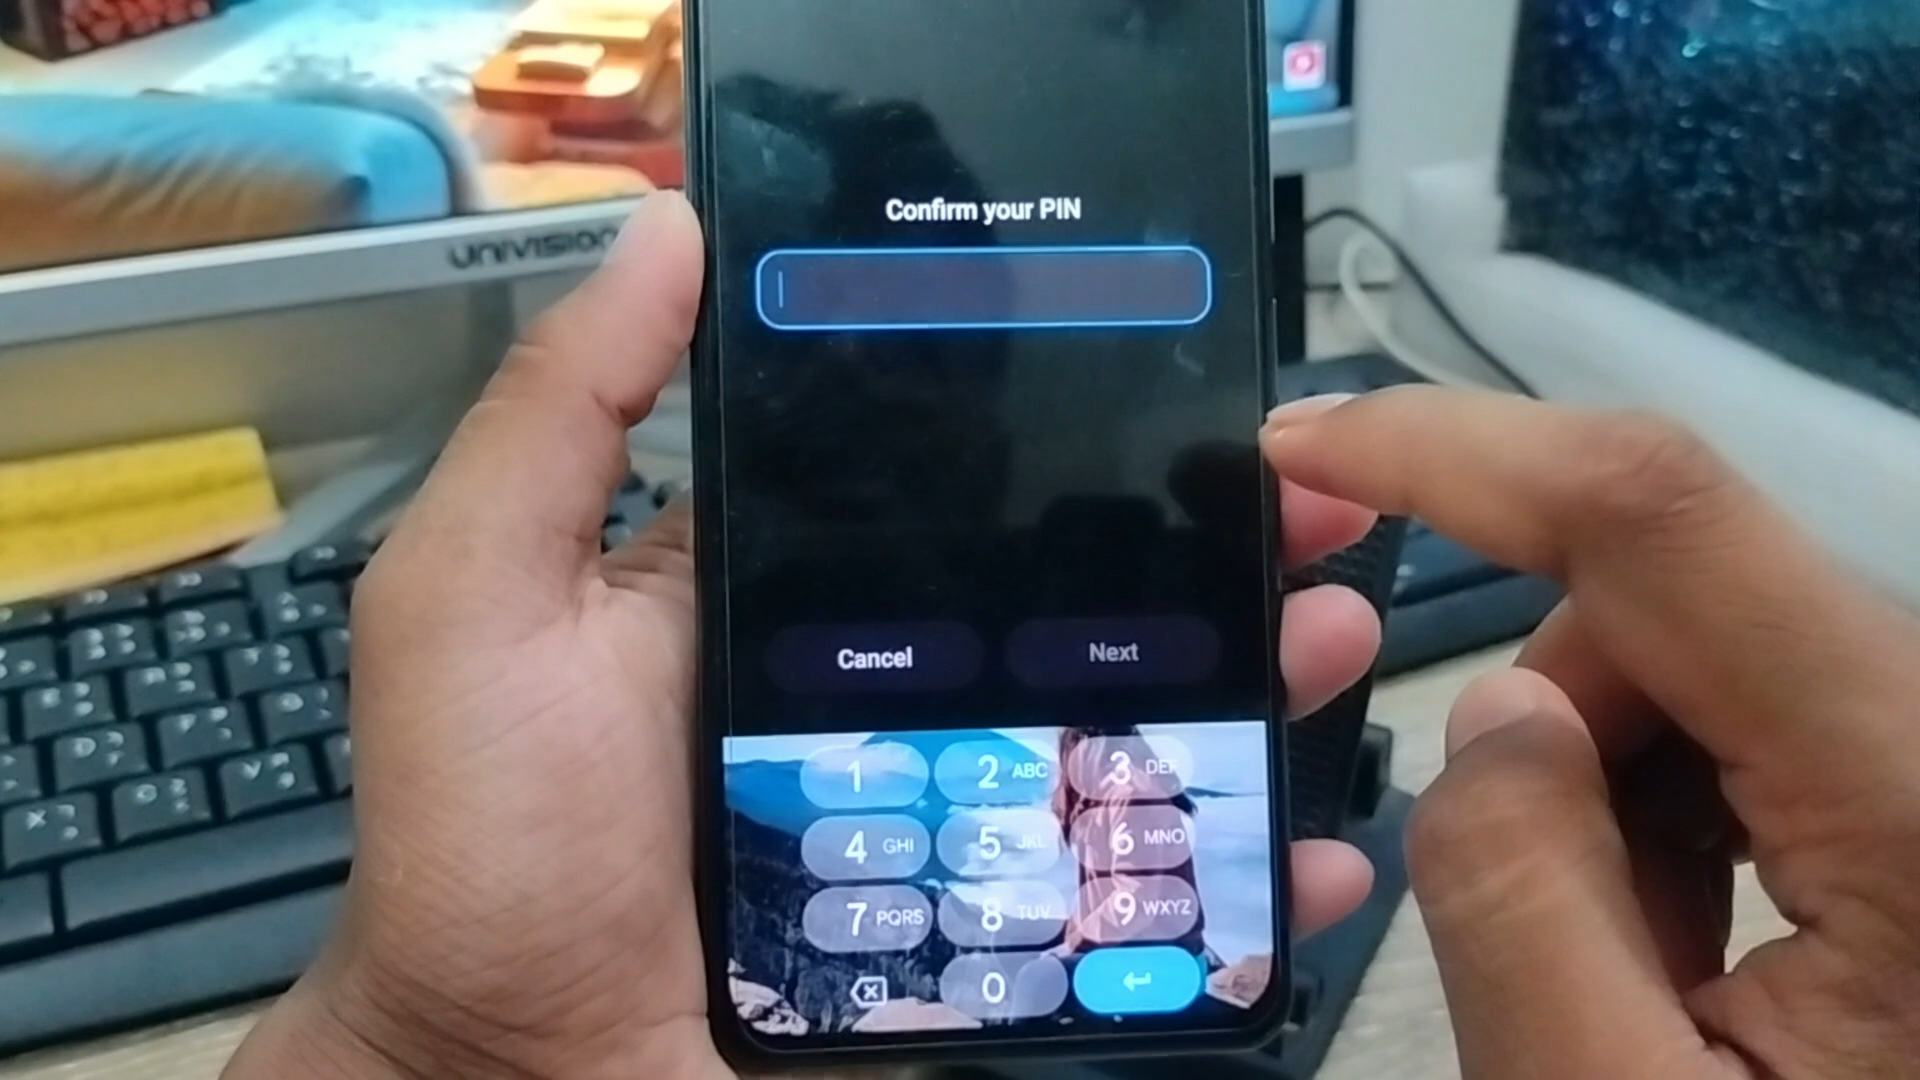 UNIVISION
Confirm your PIN
Cancel
Next
1
2 ABC
3 DEF
4 GHI
5 JKL
6 MNO
7 PQRS
8 TUV
9 WXYZ
0